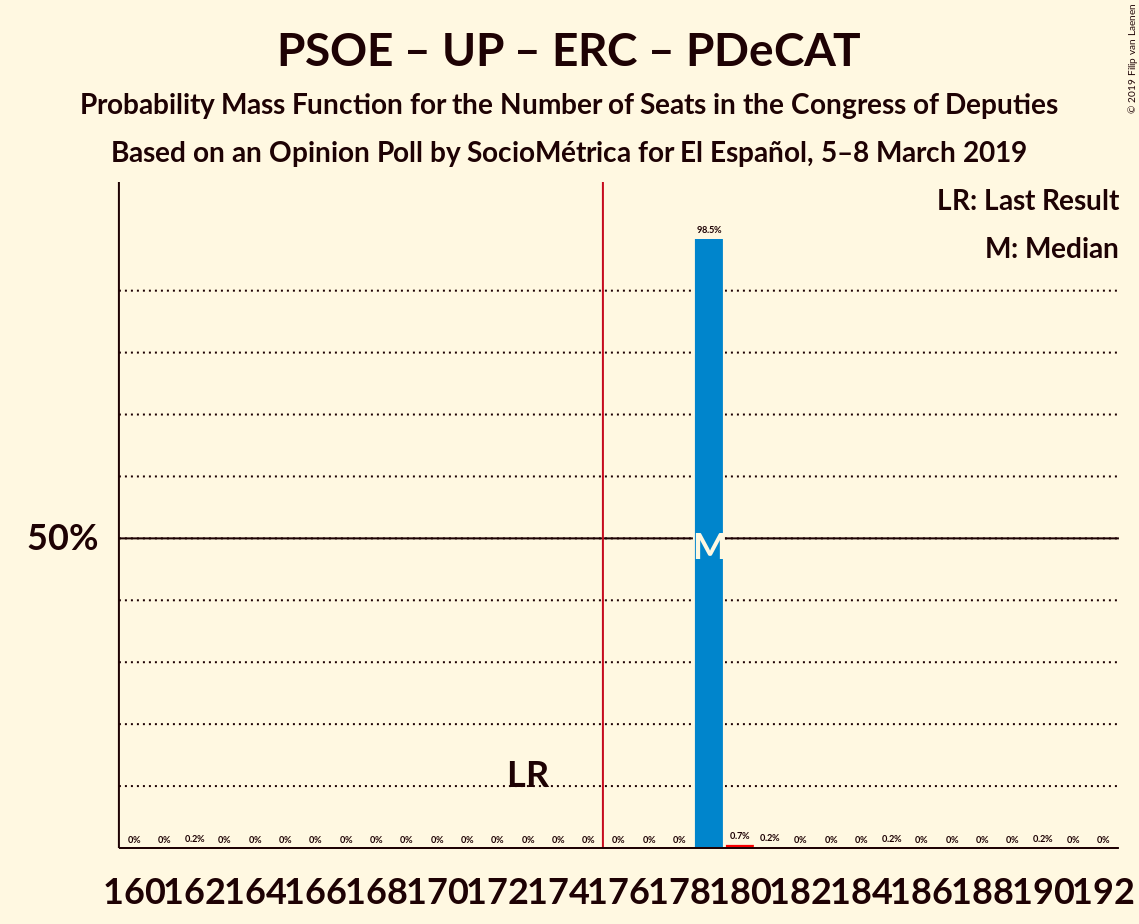 PSOE – UP – ERC – PDeCAT
Probability Mass Function for the Number of Seats in the Congress of Deputies
Based on an Opinion Poll by SocioMétrica for El Español, 5–8 March 2019
© 2019 Filip van Laenen
LR: Last Result
M: Median
98.5%
50%
M
LR
0% 0% 0.2% 0% 0% 0% 0% 0% 0% 0% 0% 0% 0% 0% 0% 0% 0% 0% 0% 0.7% 0.2% 0% 0% 0% 0.2% 0% 0% 0% 0% 0.2% 0% 0%
160 162 164 166 168 170 172 174 176 178 180 182 184 186 188 190 192